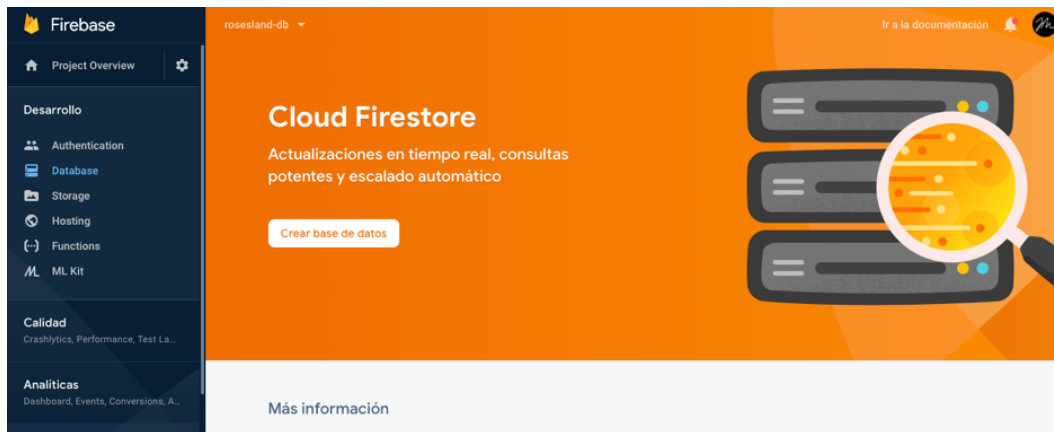 Firebase
Project Overview
Desarrollo
Authentication
Database
Storage
Hosting
Functions
ML Kit
Calidad
Crashlytics, Performance, Test La...
Analíticas
Dashboard, Events, Conversions, A...
rosesland-db
Ir a la documentación
Cloud Firestore
Actualizaciones en tiempo real, consultas
potentes y escalado automático
Crear base de datos
Más información